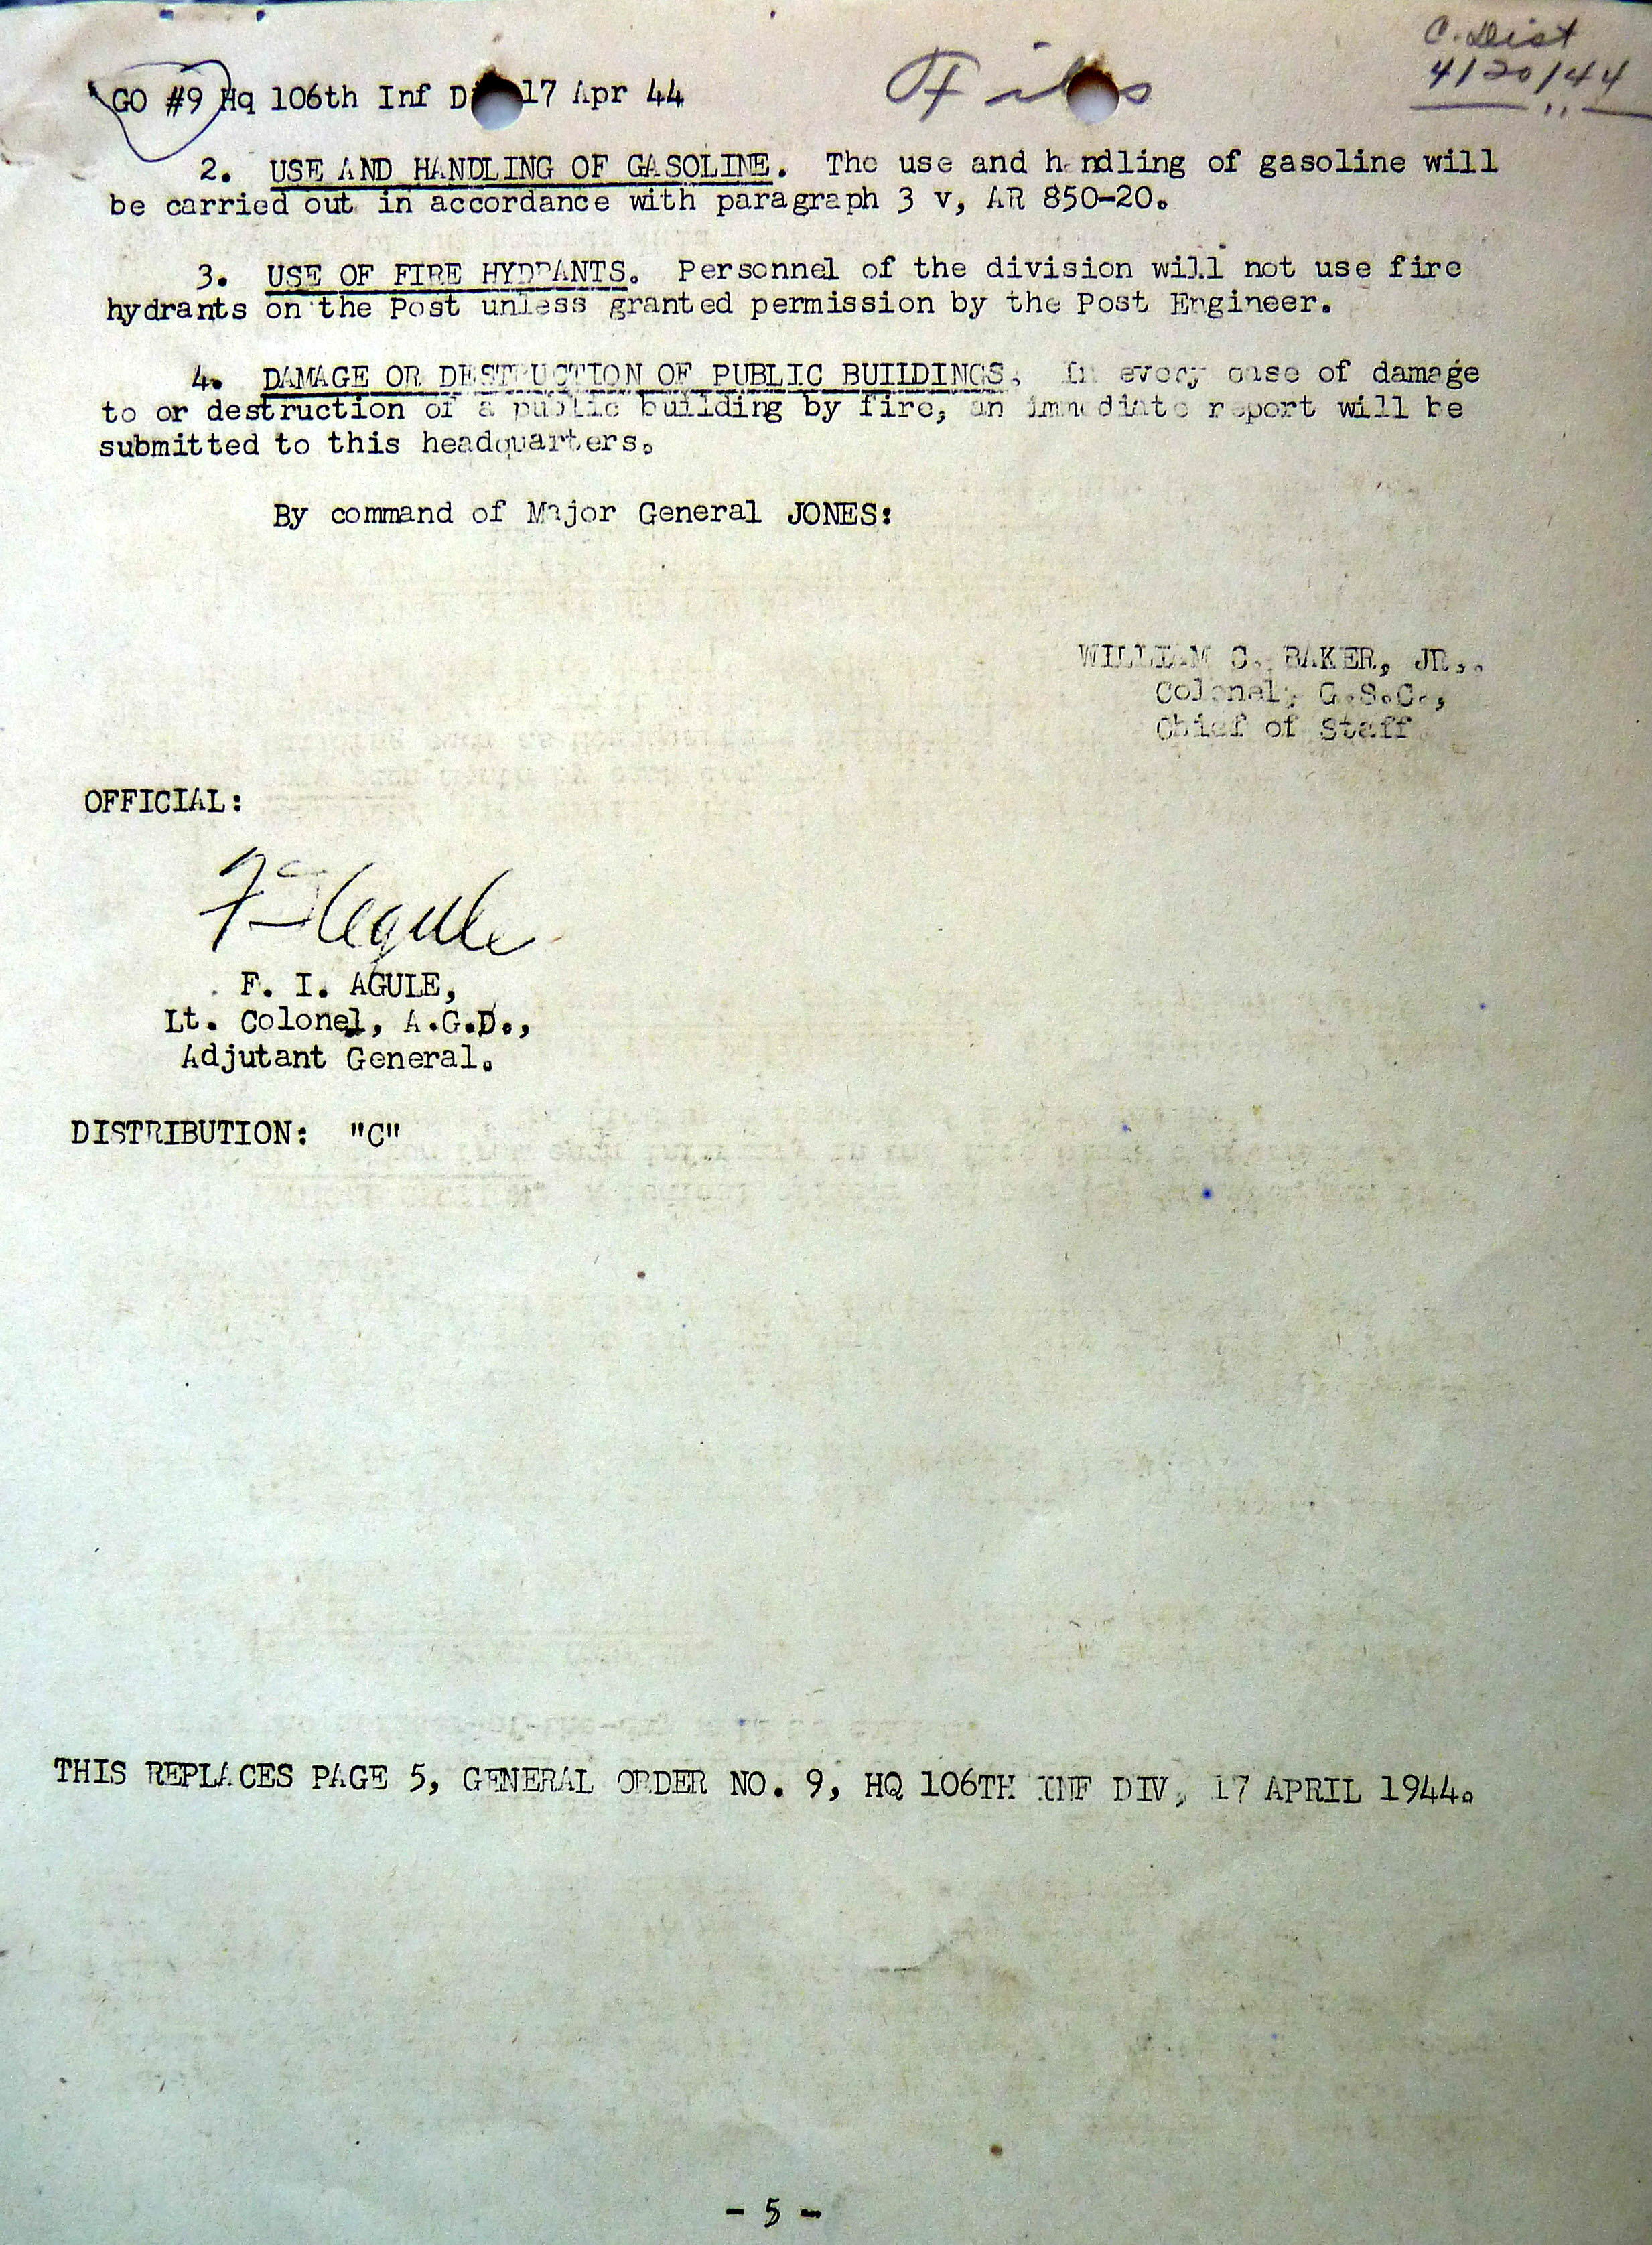 C. Dist
4/20/44
GO #9 Hq 106th Inf D 17 Apr 44
2. USE AND HANDLING OF GASOLINE. The use and handling of gasoline will
be carried out in accordance with paragraph 3 v, AR 850-20.
3. USE OF FIRE HYDRANTS. Personnel of the division will not use fire
hydrants on the Post unless granted permission by the Post Engineer.
4. DAMAGE OR DESTRUCTION OF PUBLIC BUILDINGS. In every case of damage
to or destruction of a public building by fire, an immediate report will be
submitted to this headquarters.
By command of Major General JONES:
WILLIAM C. BAKER, JR.,
Colonel, G.S.C.,
Chief of Staff
OFFICIAL:
F. I. Agule
F. I. AGULE,
Lt. Colonel, A.G.D.,
Adjutant General.
DISTRIBUTION: "C"
THIS REPLACES PAGE 5, GENERAL ORDER NO. 9, HQ 106TH INF DIV, 17 APRIL 1944.
- 5 -